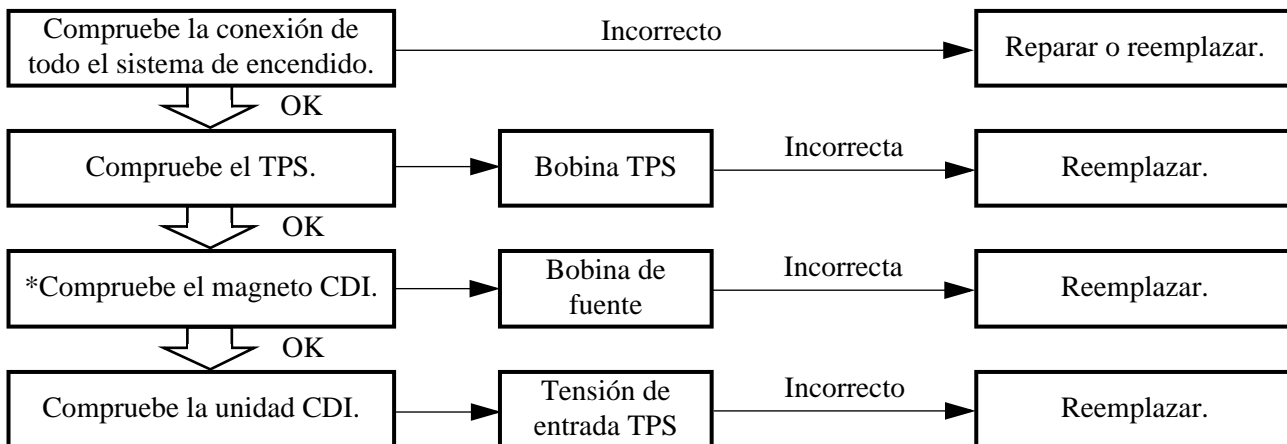 Compruebe la conexión de
todo el sistema de encendido.
Incorrecto
Reparar o reemplazar.
OK
Compruebe el TPS.
Bobina TPS
Incorrecta
Reemplazar.
OK
*Compruebe el magneto CDI.
Bobina de
fuente
Incorrecta
Reemplazar.
OK
Compruebe la unidad CDI.
Tensión de
entrada TPS
Incorrecto
Reemplazar.